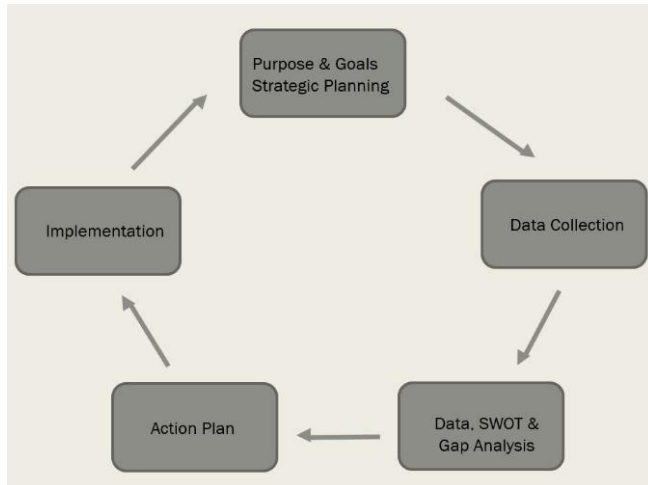 Purpose & Goals
Strategic Planning
Data Collection
Data, SWOT &
Gap Analysis
Action Plan
Implementation